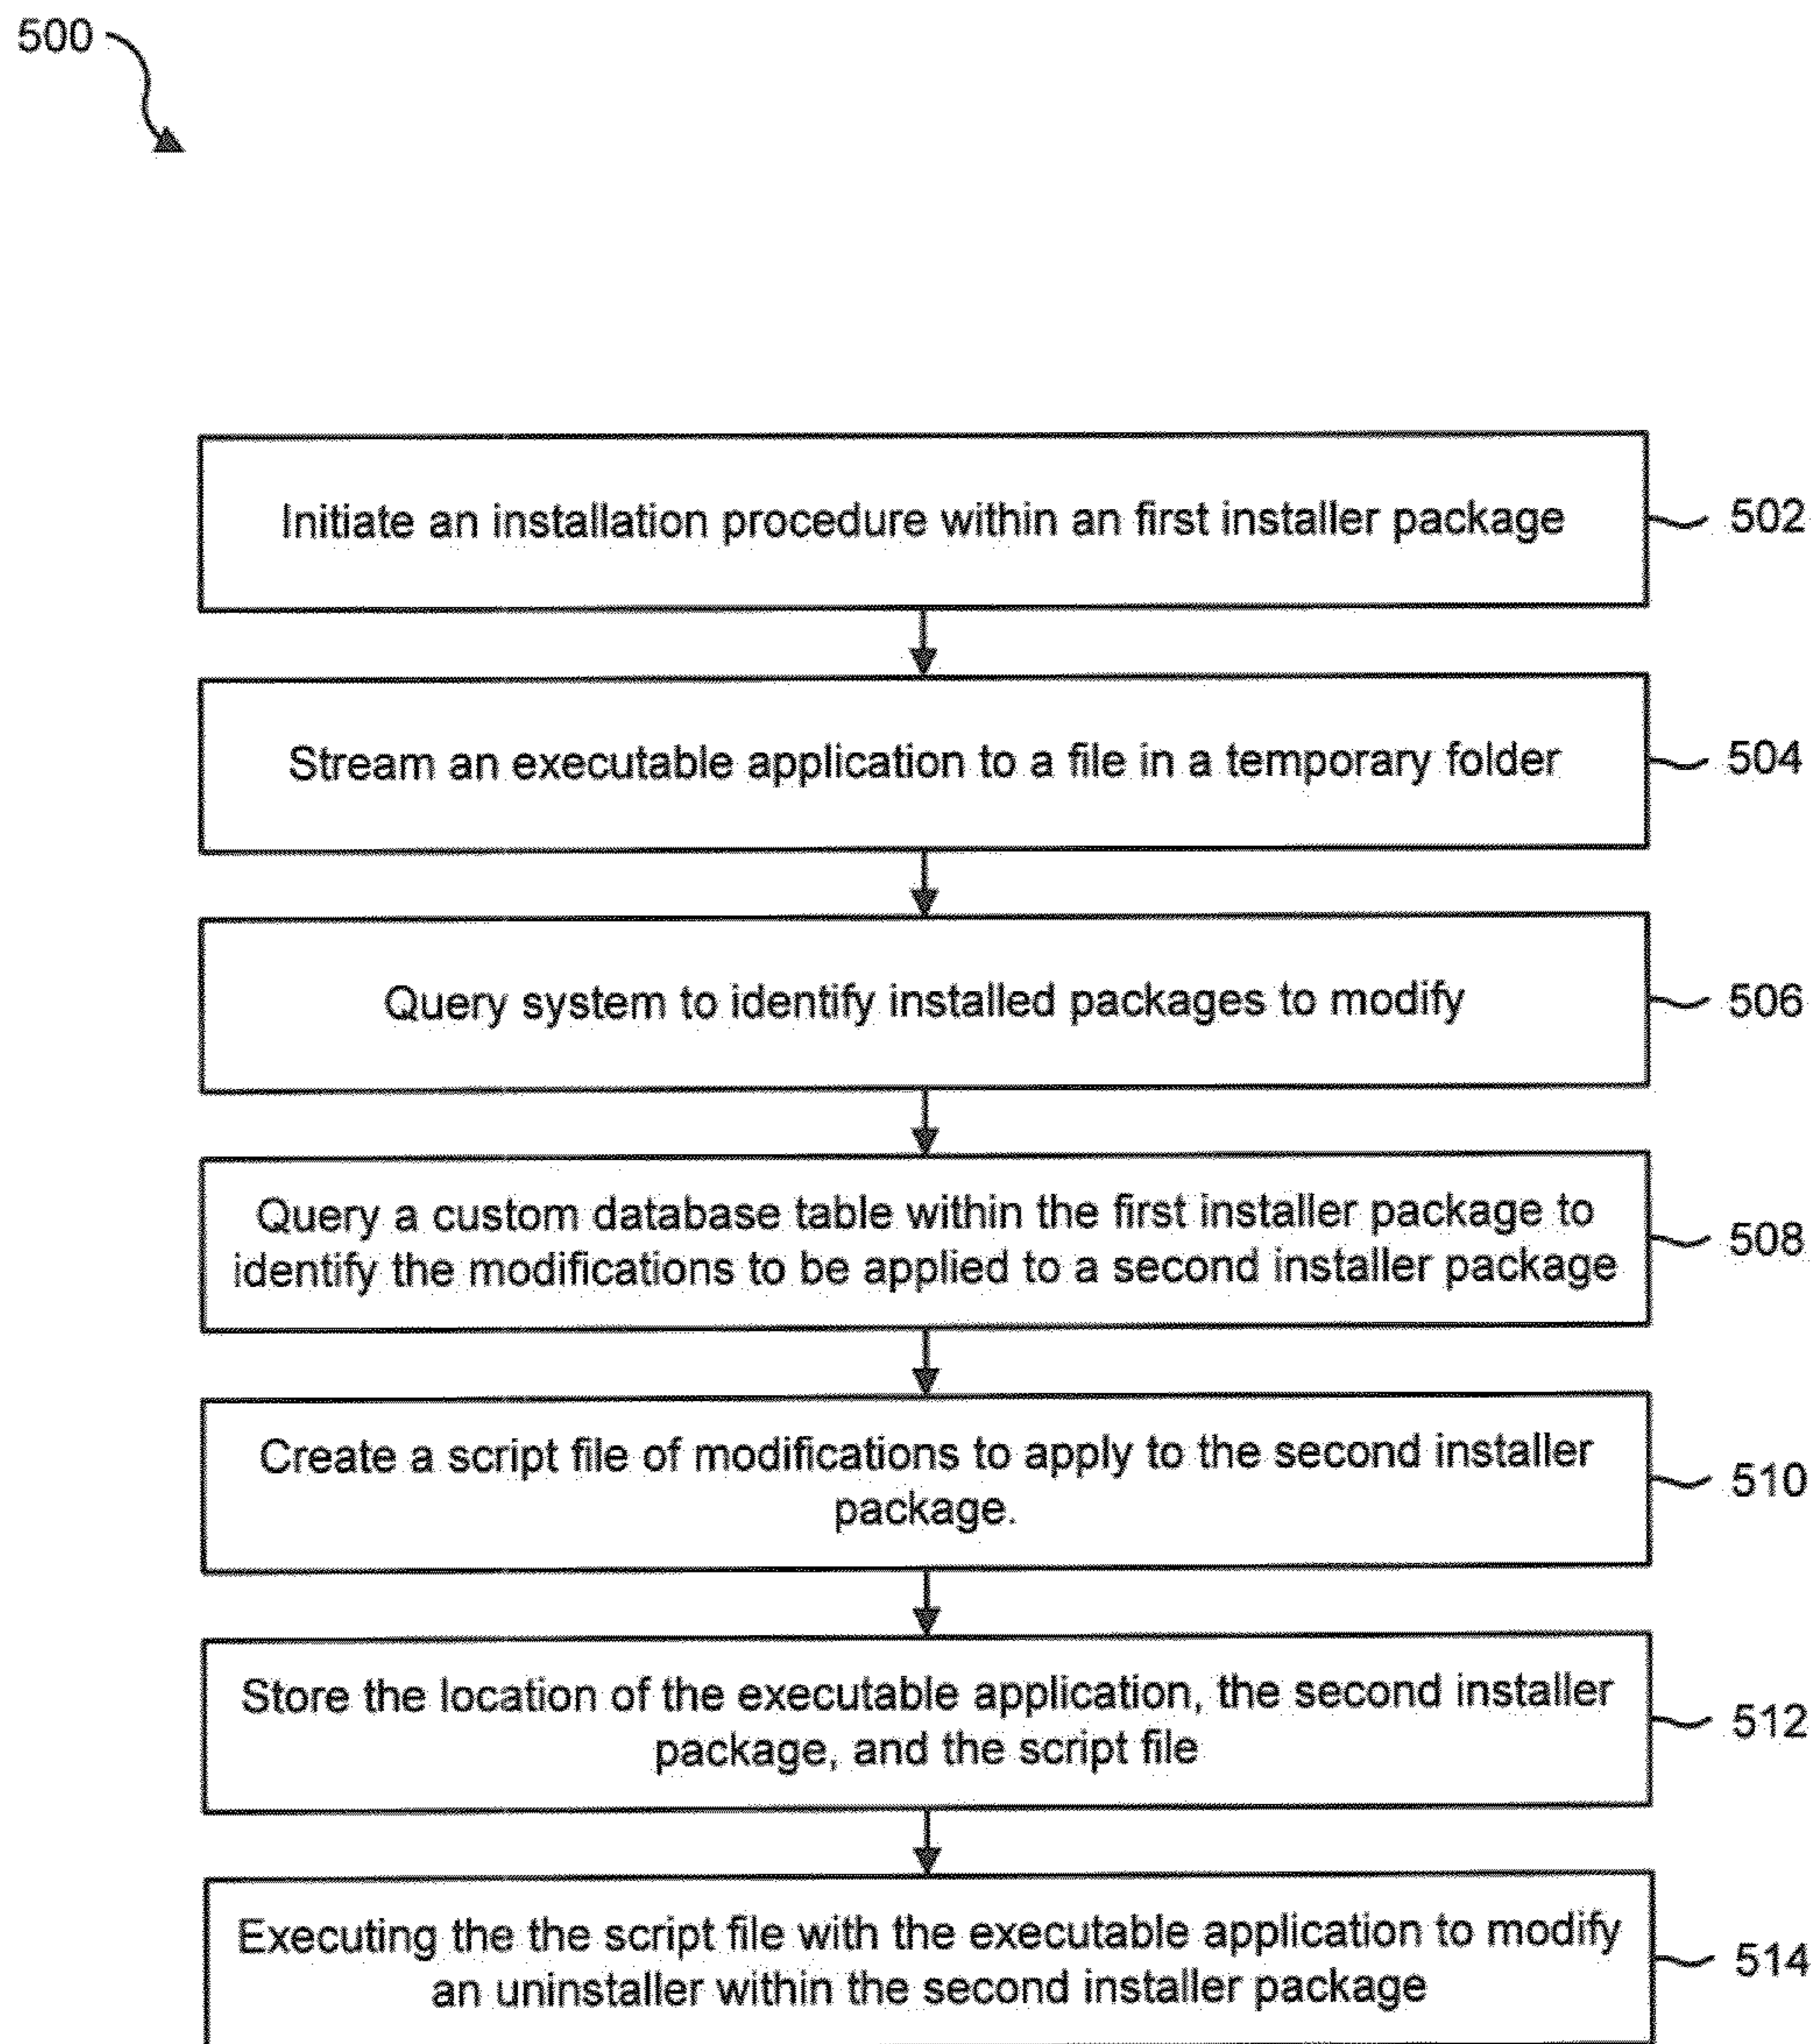 500
Initiate an installation procedure within an first installer package
502
Stream an executable application to a file in a temporary folder
504
Query system to identify installed packages to modify
506
Query a custom database table within the first installer package to
identify the modifications to be applied to a second installer package
508
Create a script file of modifications to apply to the second installer
package.
510
Store the location of the executable application, the second installer
package, and the script file
512
Executing the the script file with the executable application to modify
an uninstaller within the second installer package
514